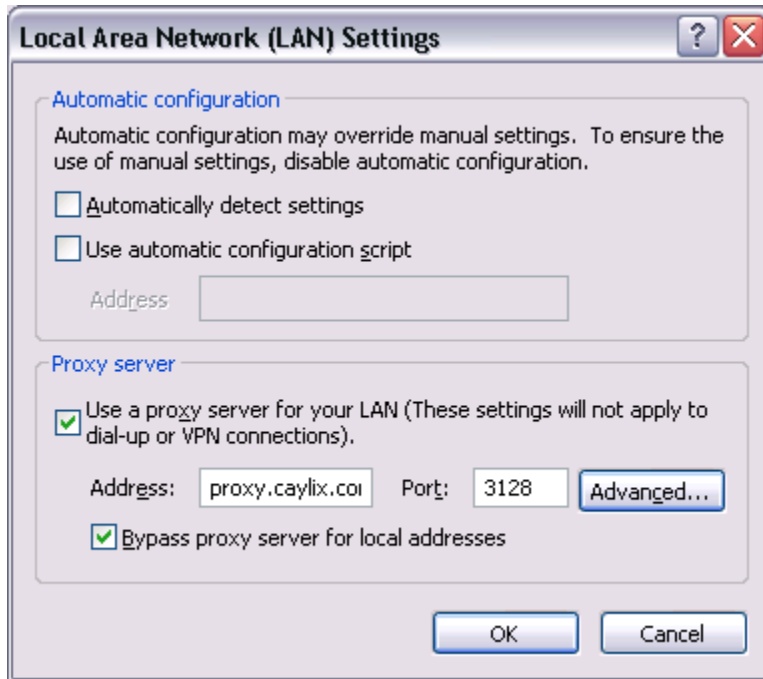 Local Area Network (LAN) Settings
Automatic configuration
Automatic configuration may override manual settings. To ensure the
use of manual settings, disable automatic configuration.
Automatically detect settings
Use automatic configuration script
Address
Proxy server
Use a proxy server for your LAN (These settings will not apply to
dial-up or VPN connections).
Address: proxy.caylix.co Port: 3128 Advanced...
Bypass proxy server for local addresses
OK Cancel